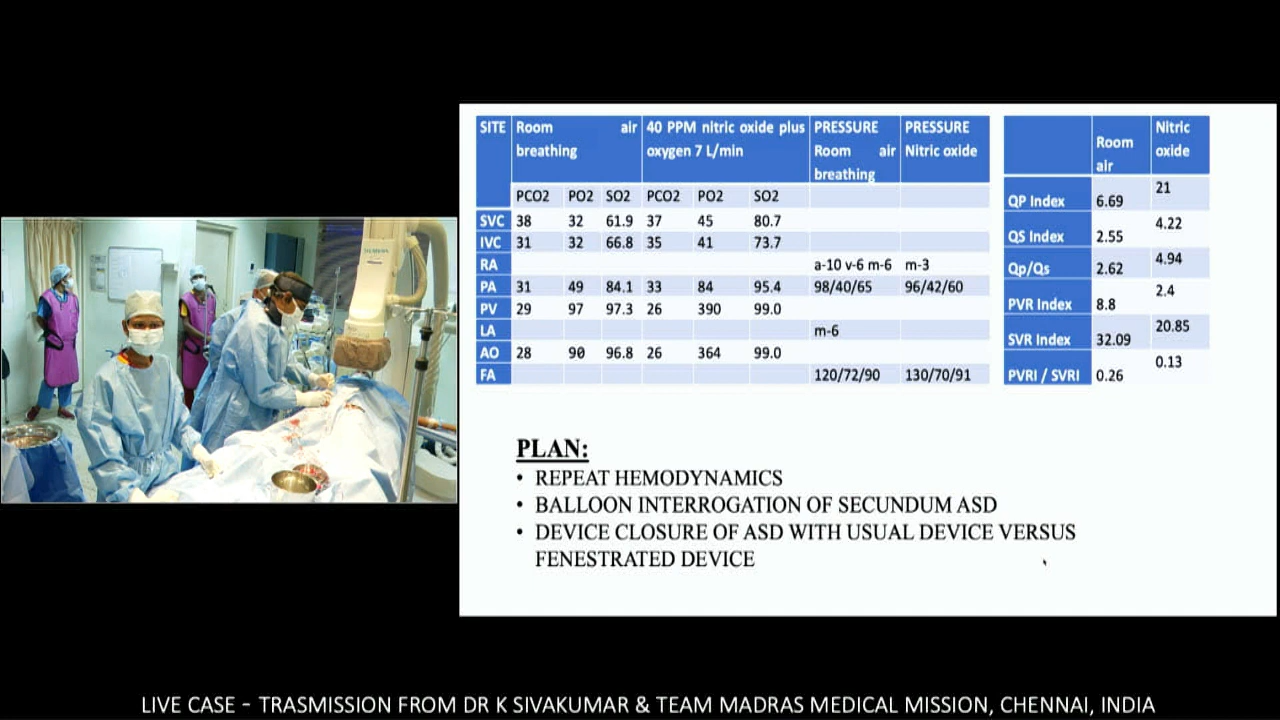 SITE Room air breathing 40 PPM nitric oxide plus oxygen 7 L/min PRESSURE Room air breathing PRESSURE Nitric oxide
PCO2 PO2 SO2 PCO2 PO2 SO2
SVC 38 32 61.9 37 45 80.7
IVC 31 32 66.8 35 41 73.7
RA a-10 v-6 m-6 m-3
PA 31 49 84.1 33 84 95.4 98/40/65 96/42/60
PV 29 97 97.3 26 390 99.0
LA m-6
AO 28 90 96.8 26 364 99.0
FA 120/72/90 130/70/91
Room air Nitric oxide
QP Index 6.69 21
QS Index 2.55 4.22
Qp/Qs 2.62 4.94
PVR Index 8.8 2.4
SVR Index 32.09 20.85
PVRI / SVRI 0.26 0.13
PLAN:
• REPEAT HEMODYNAMICS
• BALLOON INTERROGATION OF SECUNDUM ASD
• DEVICE CLOSURE OF ASD WITH USUAL DEVICE VERSUS
FENESTRATED DEVICE
SIEMENS
LIVE CASE - TRASMISSION FROM DR K SIVAKUMAR & TEAM MADRAS MEDICAL MISSION, CHENNAI, INDIA